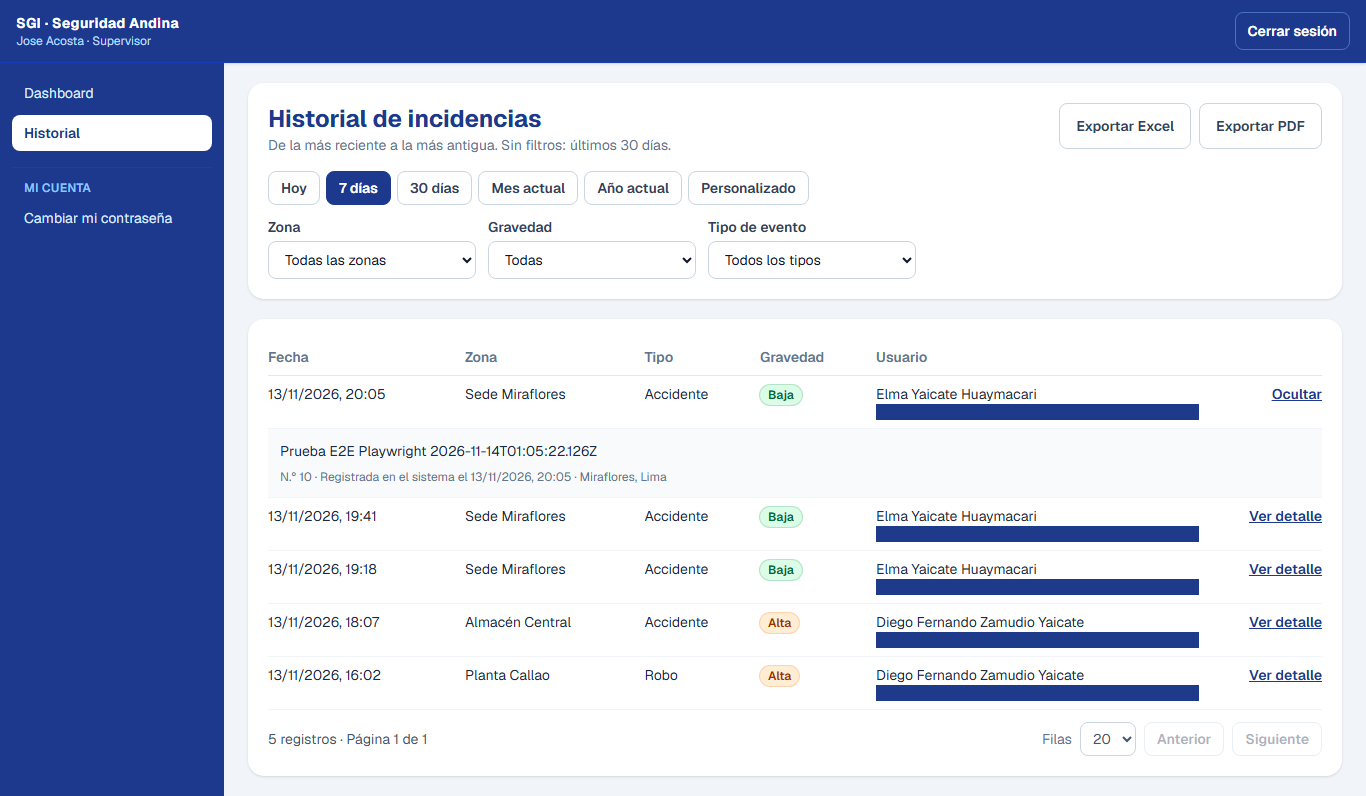 SGI · Seguridad Andina
Jose Acosta · Supervisor
Cerrar sesión
Dashboard
Historial
MI CUENTA
Cambiar mi contraseña
Historial de incidencias
De la más reciente a la más antigua. Sin filtros: últimos 30 días.
Exportar Excel
Exportar PDF
Hoy
7 días
30 días
Mes actual
Año actual
Personalizado
Zona
Gravedad
Tipo de evento
Todas las zonas
Todas
Todos los tipos
Fecha Zona Tipo Gravedad Usuario
13/11/2026, 20:05 Sede Miraflores Accidente Baja Elma Yaicate Huaymacari Ocultar
Prueba E2E Playwright 2026-11-14T01:05:22.126Z
N.° 10 · Registrada en el sistema el 13/11/2026, 20:05 · Miraflores, Lima
13/11/2026, 19:41 Sede Miraflores Accidente Baja Elma Yaicate Huaymacari Ver detalle
13/11/2026, 19:18 Sede Miraflores Accidente Baja Elma Yaicate Huaymacari Ver detalle
13/11/2026, 18:07 Almacén Central Accidente Alta Diego Fernando Zamudio Yaicate Ver detalle
13/11/2026, 16:02 Planta Callao Robo Alta Diego Fernando Zamudio Yaicate Ver detalle
5 registros · Página 1 de 1
Filas 20 Anterior Siguiente